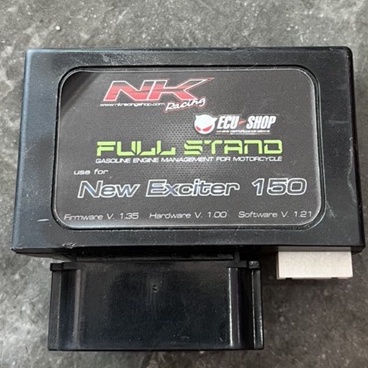 NK
Racing
www.nkracingshop.com
ECU-SHOP
FULL STAND
GASOLINE ENGINE MANAGEMENT FOR MOTORCYCLE
use for
New Exciter 150
Firmware V. 1.35 Hardware V. 1.00 Software V. 1.21